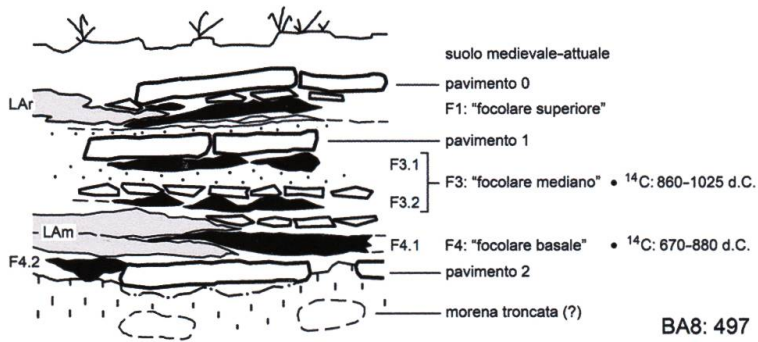 suolo medievale-attuale
pavimento 0
LAr
F1: "focolare superiore"
pavimento 1
F3.1
F3: "focolare mediano" • ¹⁴C: 860-1025 d.C.
F3.2
LAm
F4.1 F4: "focolare basale" • ¹⁴C: 670-880 d.C.
F4.2
pavimento 2
morena troncata (?)
BA8: 497